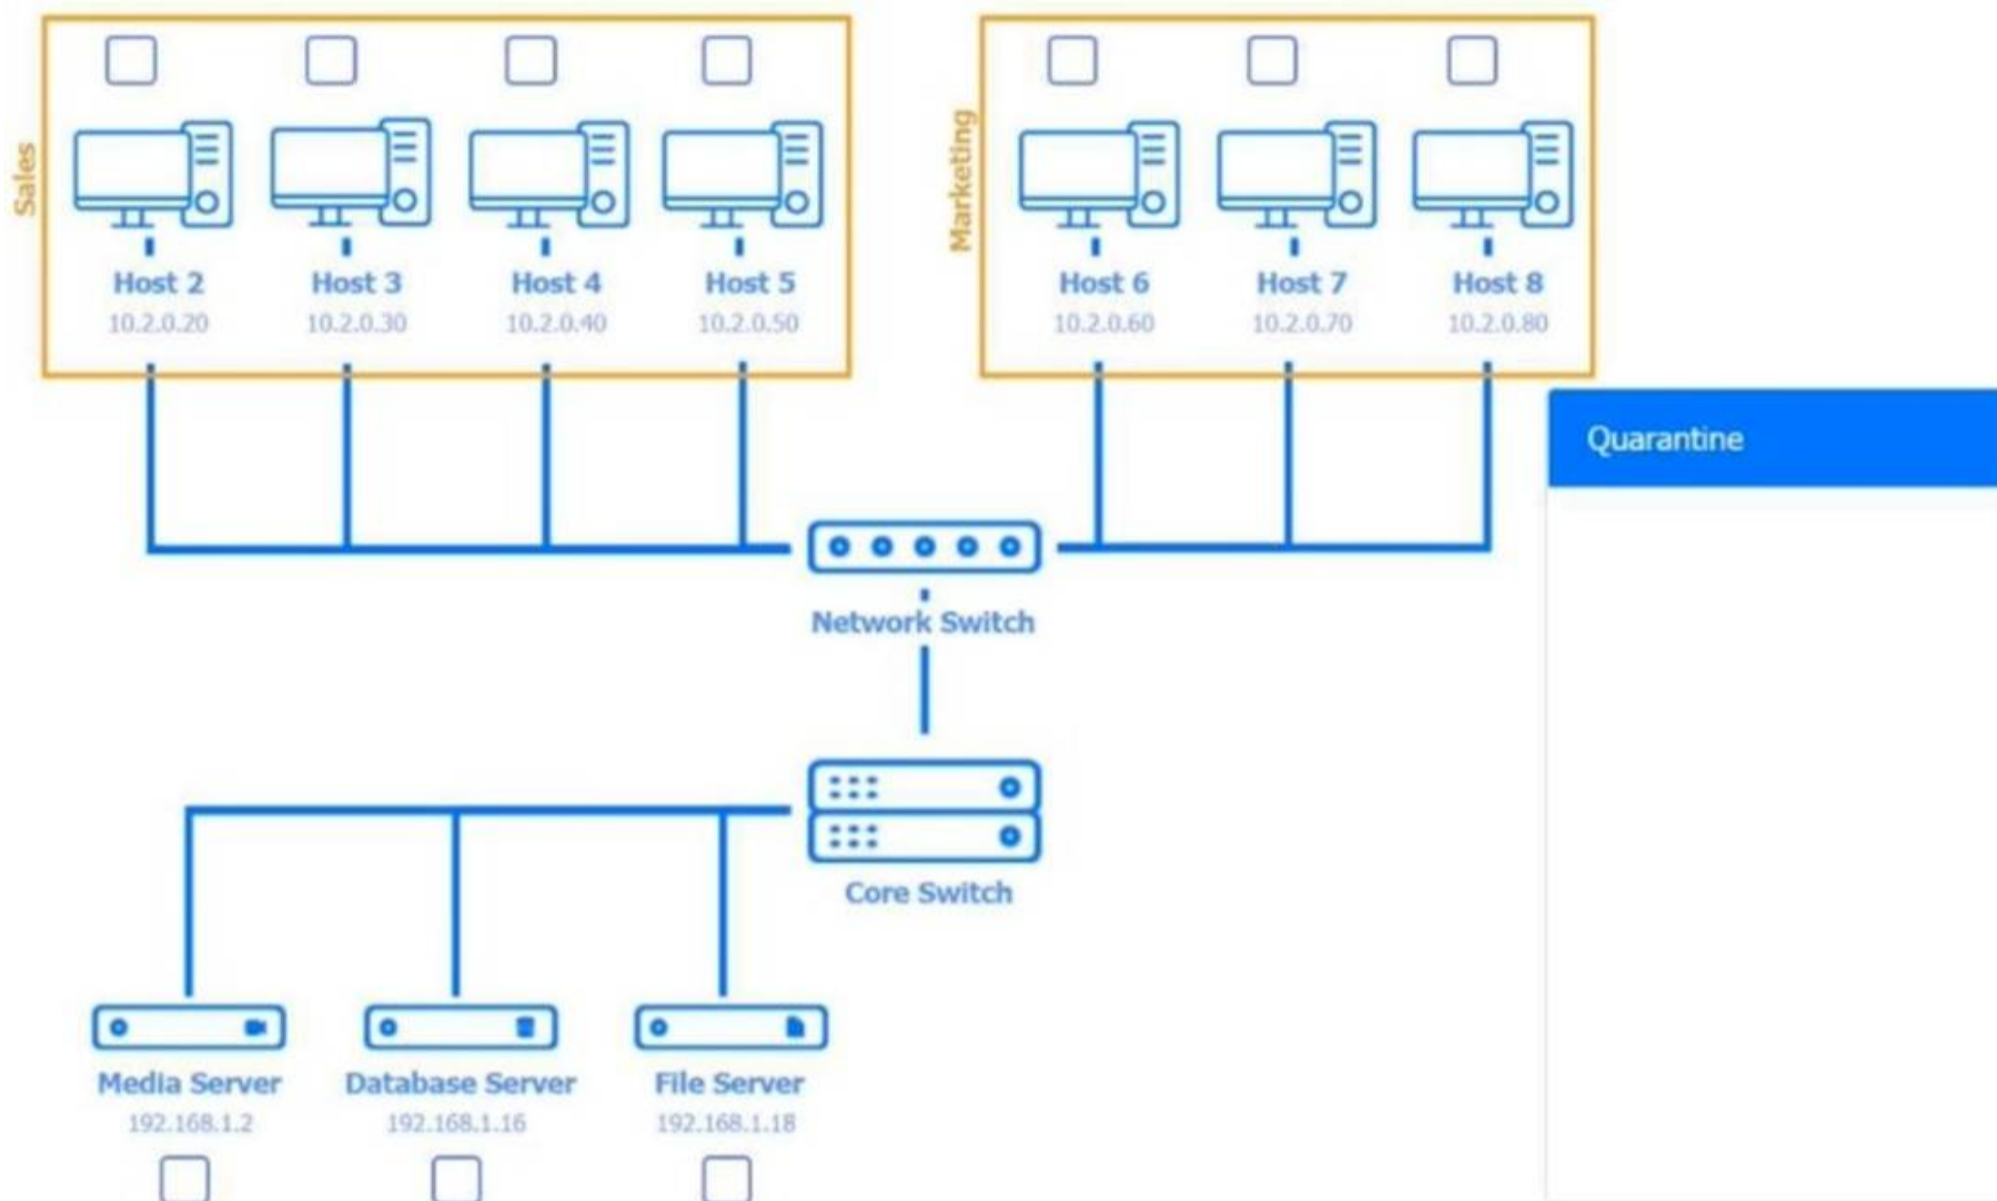 Sales
Host 2
10.2.0.20
Host 3
10.2.0.30
Host 4
10.2.0.40
Host 5
10.2.0.50
Marketing
Host 6
10.2.0.60
Host 7
10.2.0.70
Host 8
10.2.0.80
Quarantine
Network Switch
Core Switch
Media Server
192.168.1.2
Database Server
192.168.1.16
File Server
192.168.1.18